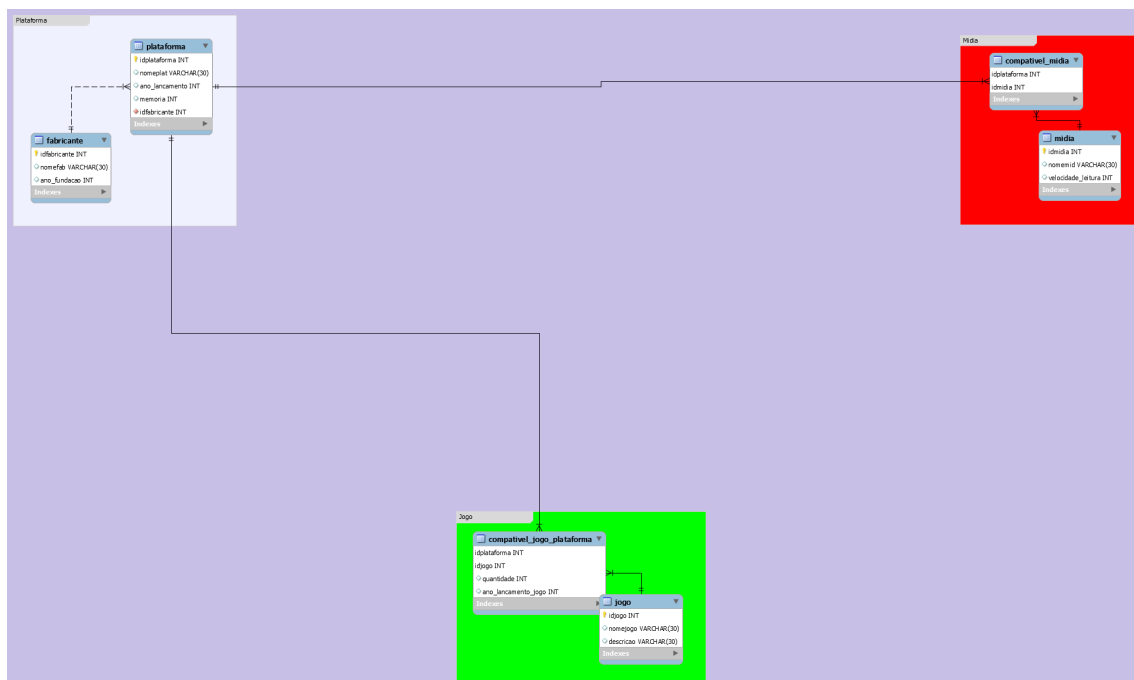 Plataforma
plataforma
idplataforma INT
nomeplat VARCHAR(30)
ano_lancamento INT
memoria INT
idfabricante INT
Indexes
fabricante
idfabricante INT
nomefab VARCHAR(30)
ano_fundacao INT
Indexes
Midia
compativel_midia
idplataforma INT
idmidia INT
Indexes
midia
idmidia INT
nomemid VARCHAR(30)
velocidade_leitura INT
Indexes
Jogo
compativel_jogo_plataforma
idplataforma INT
idjogo INT
quantidade INT
ano_lancamento_jogo INT
Indexes
jogo
idjogo INT
nomejogo VARCHAR(30)
descricao VARCHAR(30)
Indexes